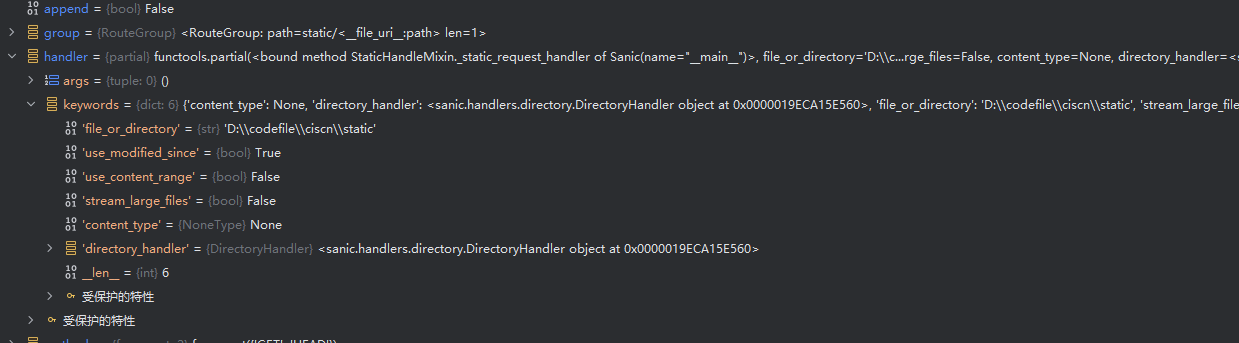 append = {bool} False
group = {RouteGroup} <RouteGroup: path=static/<__file_uri__:path> len=1>
handler = {partial} functools.partial(<bound method StaticHandleMixin._static_request_handler of Sanic(name="__main__")>, file_or_directory='D:\\c...rge_files=False, content_type=None, directory_handler=<s
args = {tuple: 0} ()
keywords = {dict: 6} {'content_type': None, 'directory_handler': <sanic.handlers.directory.DirectoryHandler object at 0x0000019ECA15E560>, 'file_or_directory': 'D:\\codefile\\ciscn\\static', 'stream_large_file
'file_or_directory' = {str} 'D:\\codefile\\ciscn\\static'
'use_modified_since' = {bool} True
'use_content_range' = {bool} False
'stream_large_files' = {bool} False
'content_type' = {NoneType} None
'directory_handler' = {DirectoryHandler} <sanic.handlers.directory.DirectoryHandler object at 0x0000019ECA15E560>
__len__ = {int} 6
受保护的特性
受保护的特性